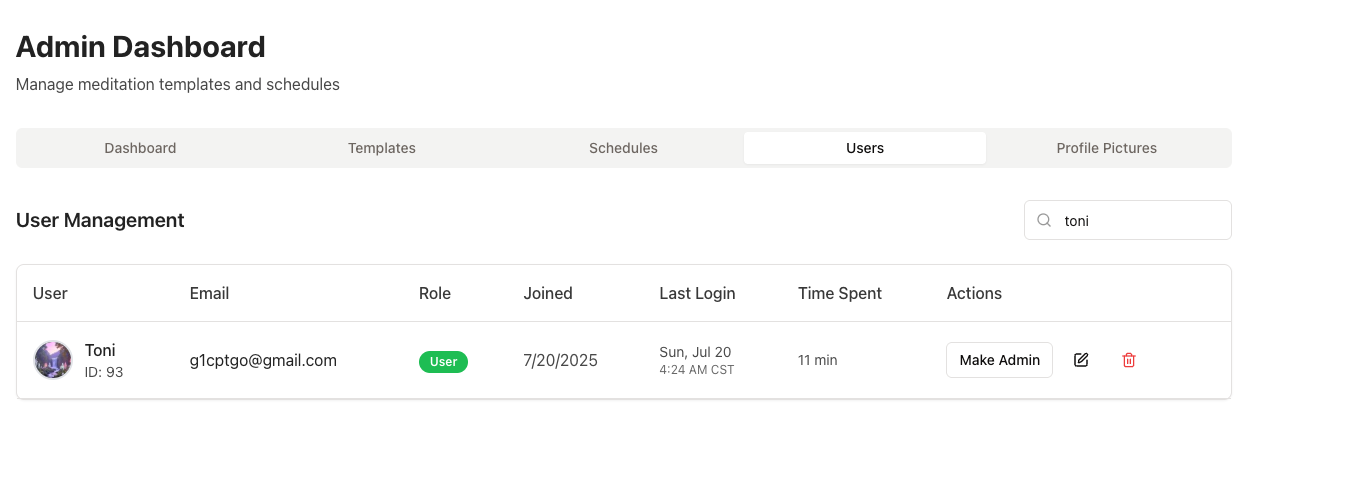 Admin Dashboard
Manage meditation templates and schedules
Dashboard Templates Schedules Users Profile Pictures
User Management toni
User Email Role Joined Last Login Time Spent Actions
Toni
ID: 93
g1cptgo@gmail.com
User
7/20/2025
Sun, Jul 20
4:24 AM CST
11 min
Make Admin